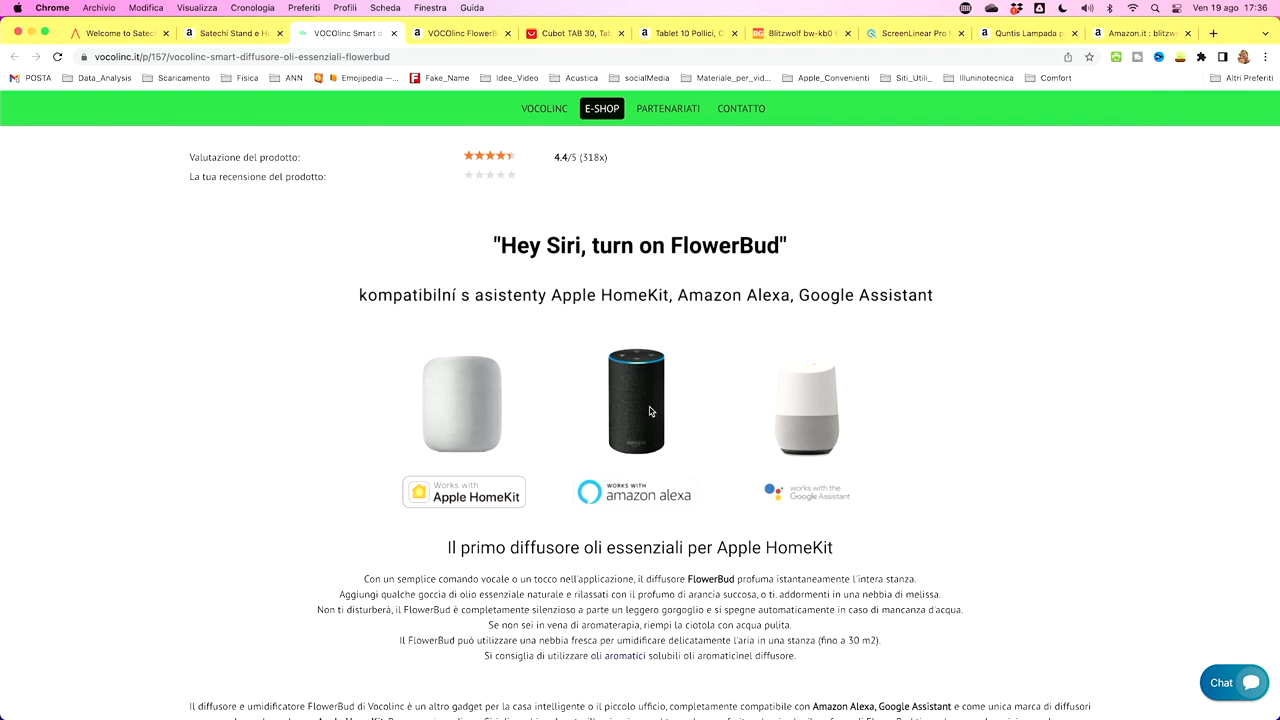 Chrome Archivio Modifica Visualizza Cronologia Preferiti Profili Scheda Finestra Guida Ven 19 ago 17:36
Welcome to Satech Satechi Stand e Hu VOCOlinc Smart d VOCOlinc FlowerB Cubot TAB 30, Tab Tablet 10 Pollici, C Blitzwolf bw-kb0 f ScreenLinear Pro M Quntis Lampada p Amazon.it : blitzw
vocolinc.it/p/157/vocolinc-smart-diffusore-oli-essenziali-flowerbud
POSTA Data_Analysis Scaricamento Fisica ANN Emojipedia —... Fake_Name Idee_Video Acustica socialMedia Materiale_per_vid... Apple_Convenienti Siti_Utili_ Illuninotecnica Comfort Altri Preferiti
VOCOLINC E-SHOP PARTENARIATI CONTATTO
Valutazione del prodotto: 4.4/5 (318x)
La tua recensione del prodotto:
"Hey Siri, turn on FlowerBud"
kompatibilní s asistenty Apple HomeKit, Amazon Alexa, Google Assistant
Works with Apple HomeKit
WORKS WITH amazon alexa
works with the Google Assistant
Il primo diffusore oli essenziali per Apple HomeKit
Con un semplice comando vocale o un tocco nell'applicazione, il diffusore FlowerBud profuma istantaneamente l'intera stanza.
Aggiungi qualche goccia di olio essenziale naturale e rilassati con il profumo di arancia succosa, o ti. addormenti in una nebbia di melissa.
Non ti disturberà, il FlowerBud è completamente silenzioso a parte un leggero gorgoglio e si spegne automaticamente in caso di mancanza d'acqua.
Se non sei in vena di aromaterapia, riempi la ciotola con acqua pulita.
Il FlowerBud può utilizzare una nebbia fresca per umidificare delicatamente l'aria in una stanza (fino a 30 m2).
Si consiglia di utilizzare oli aromatici solubili oli aromaticinel diffusore.
Chat
Il diffusore e umidificatore FlowerBud di Vocolinc è un altro gadget per la casa intelligente o il piccolo ufficio, completamente compatibile con Amazon Alexa, Google Assistant e come unica marca di diffusori